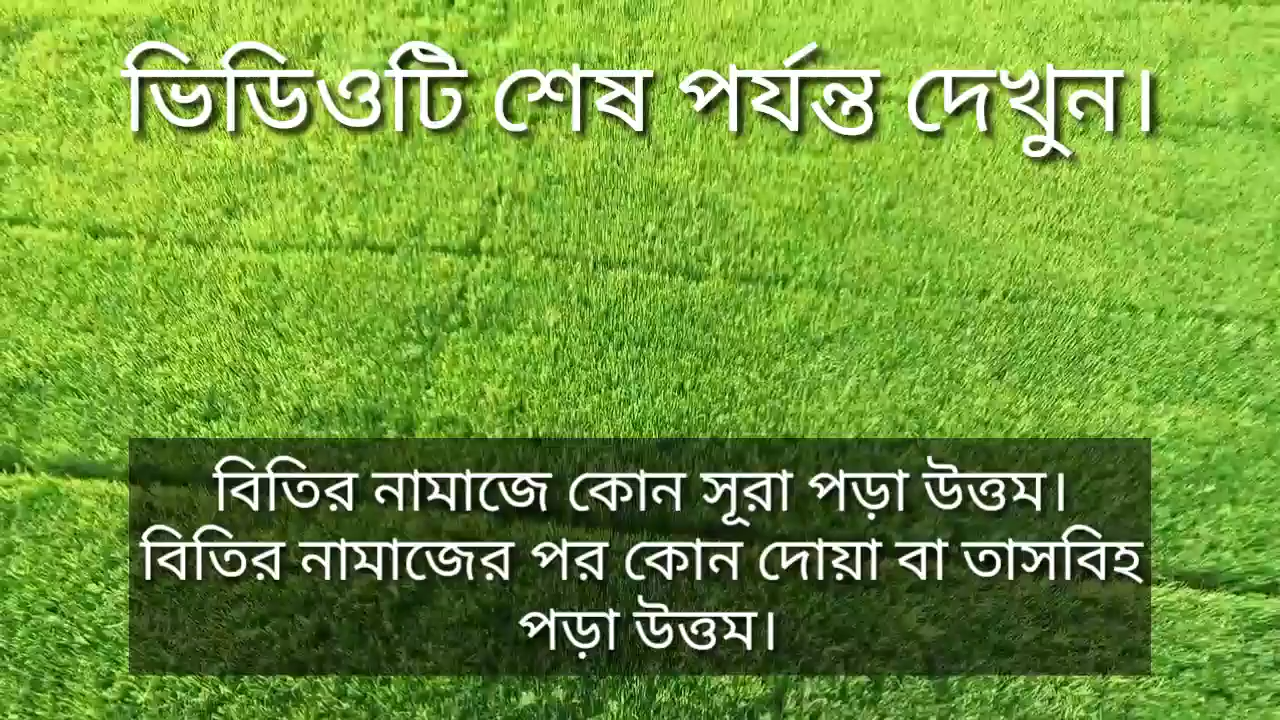 ভিডিওটি শেষ পর্যন্ত দেখুন।
বিতির নামাজে কোন সূরা পড়া উত্তম।
বিতির নামাজের পর কোন দোয়া বা তাসবিহ
পড়া উত্তম।